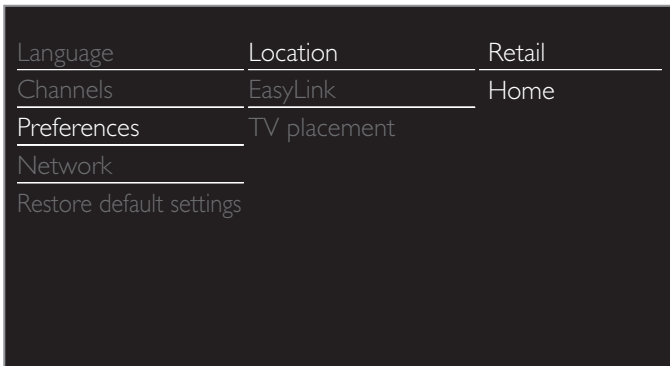 Language
Channels
Preferences
Network
Restore default settings
Location
EasyLink
TV placement
Retail
Home